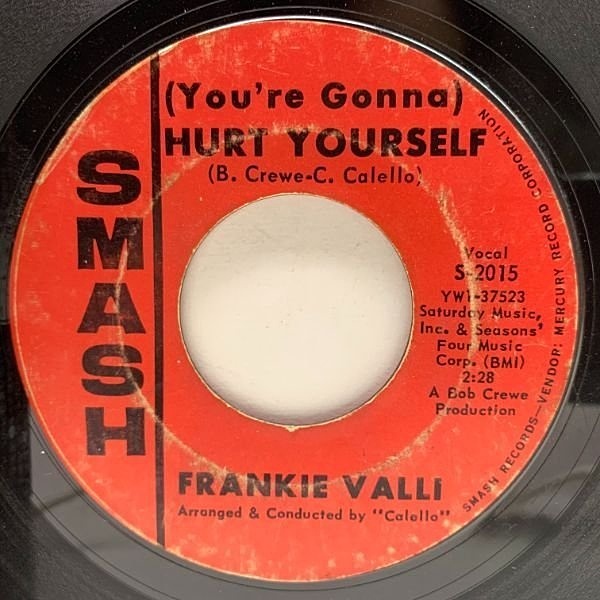 (You're Gonna)
HURT YOURSELF
(B. Crewe-C. Calello)
SMASH
Vocal
S-2015
YW1-37523
Saturday Music,
Inc. & Seasons'
Four Music
Corp. (BMI)
2:28
A Bob Crewe
Production
FRANKIE VALLI
Arranged & Conducted by "Calello"
SMASH RECORDS—VENDOR: MERCURY RECORD CORPORATION